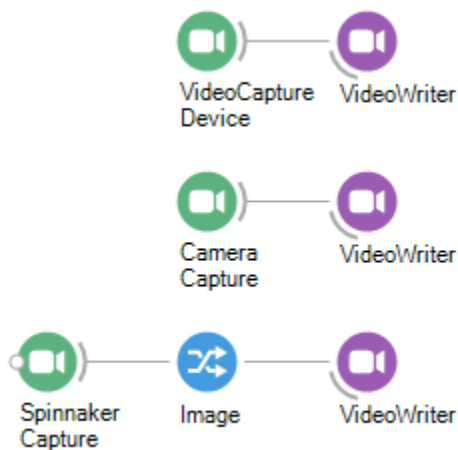 VideoCapture
Device
VideoWriter
Camera
Capture
VideoWriter
Spinnaker
Capture
Image
VideoWriter